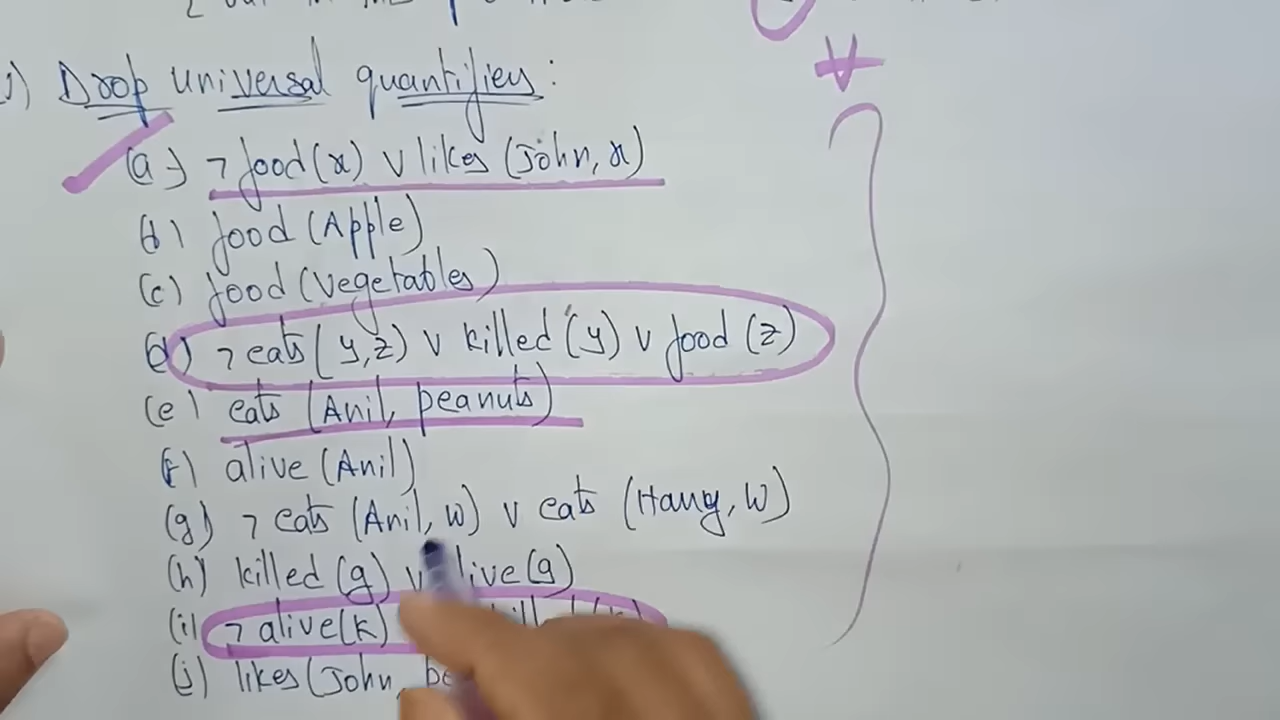 Drop universal quantifiers :
∀
(a) ¬ food(x) ∨ likes (John, x)
(b) food (Apple)
(c) food (vegetables)
(d) ¬ eats(y,z) ∨ killed (y) ∨ food (z)
(e) eats (Anil, peanuts)
(f) alive (Anil)
(g) ¬ eats (Anil, w) ∨ eats (Harry, w)
(h) killed (g) ∨ alive(g)
(i) ¬ alive(k)
(j) likes (John,